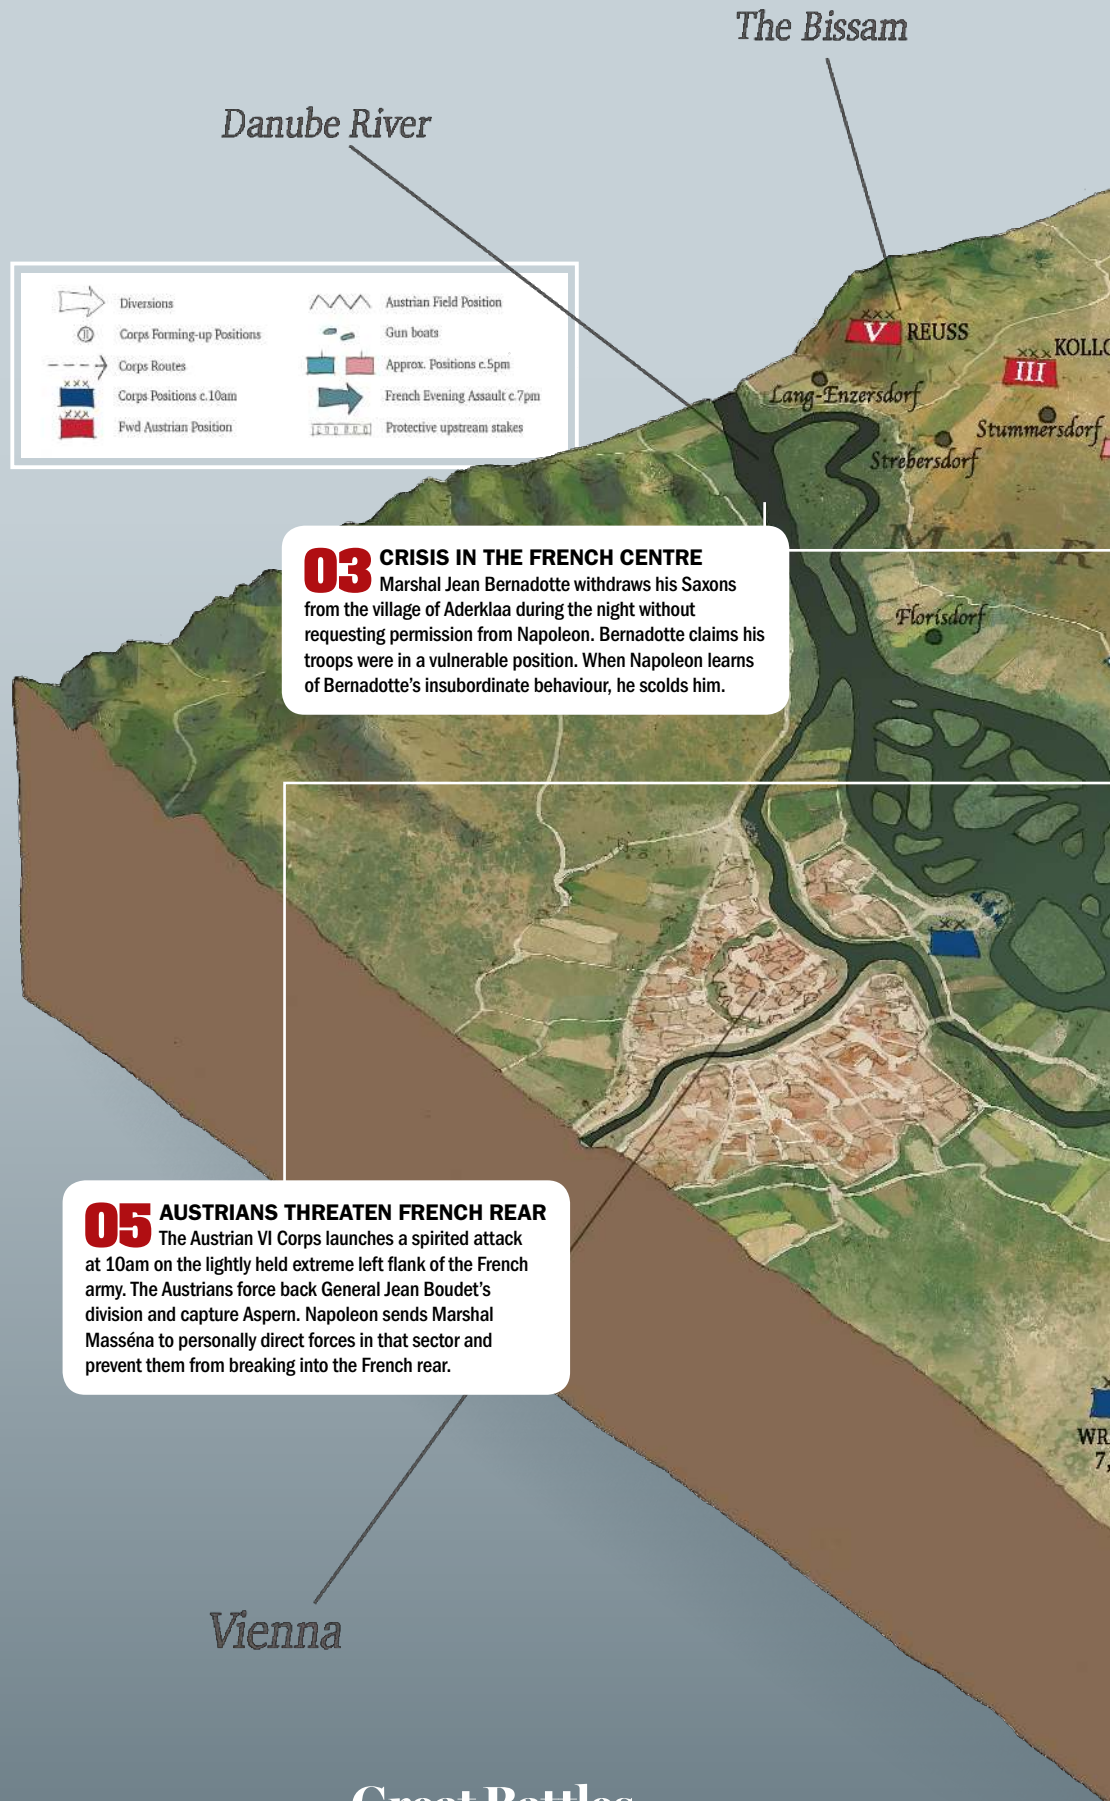 The Bissam
Danube River
Diversions
Corps Forming-up Positions
Corps Routes
Corps Positions c.10am
Fwd Austrian Position
Austrian Field Position
Gun boats
Approx. Positions c.5pm
French Evening Assault c.7pm
Protective upstream stakes
V REUSS
III KOLLO
Lang-Enzersdorf
Stummersdorf
Strebersdorf
M A R
Florisdorf
03 CRISIS IN THE FRENCH CENTRE
Marshal Jean Bernadotte withdraws his Saxons
from the village of Aderklaa during the night without
requesting permission from Napoleon. Bernadotte claims his
troops were in a vulnerable position. When Napoleon learns
of Bernadotte's insubordinate behaviour, he scolds him.
05 AUSTRIANS THREATEN FRENCH REAR
The Austrian VI Corps launches a spirited attack
at 10am on the lightly held extreme left flank of the French
army. The Austrians force back General Jean Boudet's
division and capture Aspern. Napoleon sends Marshal
Masséna to personally direct forces in that sector and
prevent them from breaking into the French rear.
WR
7,
Vienna
Great Battles